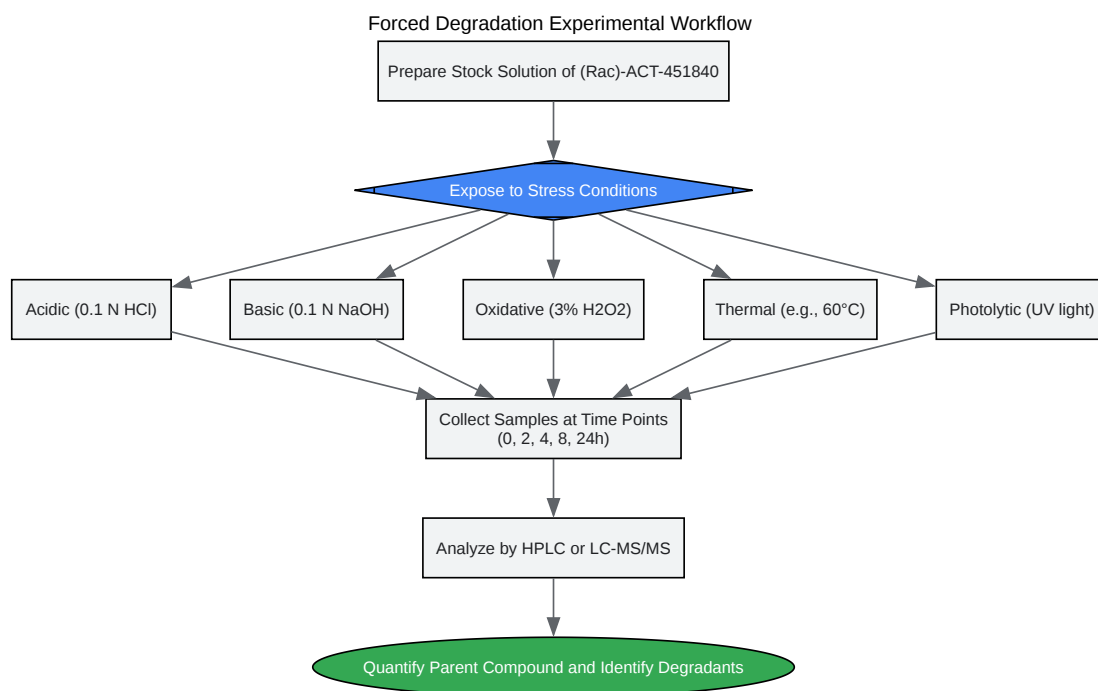 Forced Degradation Experimental Workflow
Prepare Stock Solution of (Rac)-ACT-451840
Expose to Stress Conditions
Acidic (0.1 N HCl)
Basic (0.1 N NaOH)
Oxidative (3% H2O2)
Thermal (e.g., 60°C)
Photolytic (UV light)
Collect Samples at Time Points
(0, 2, 4, 8, 24h)
Analyze by HPLC or LC-MS/MS
Quantify Parent Compound and Identify Degradants